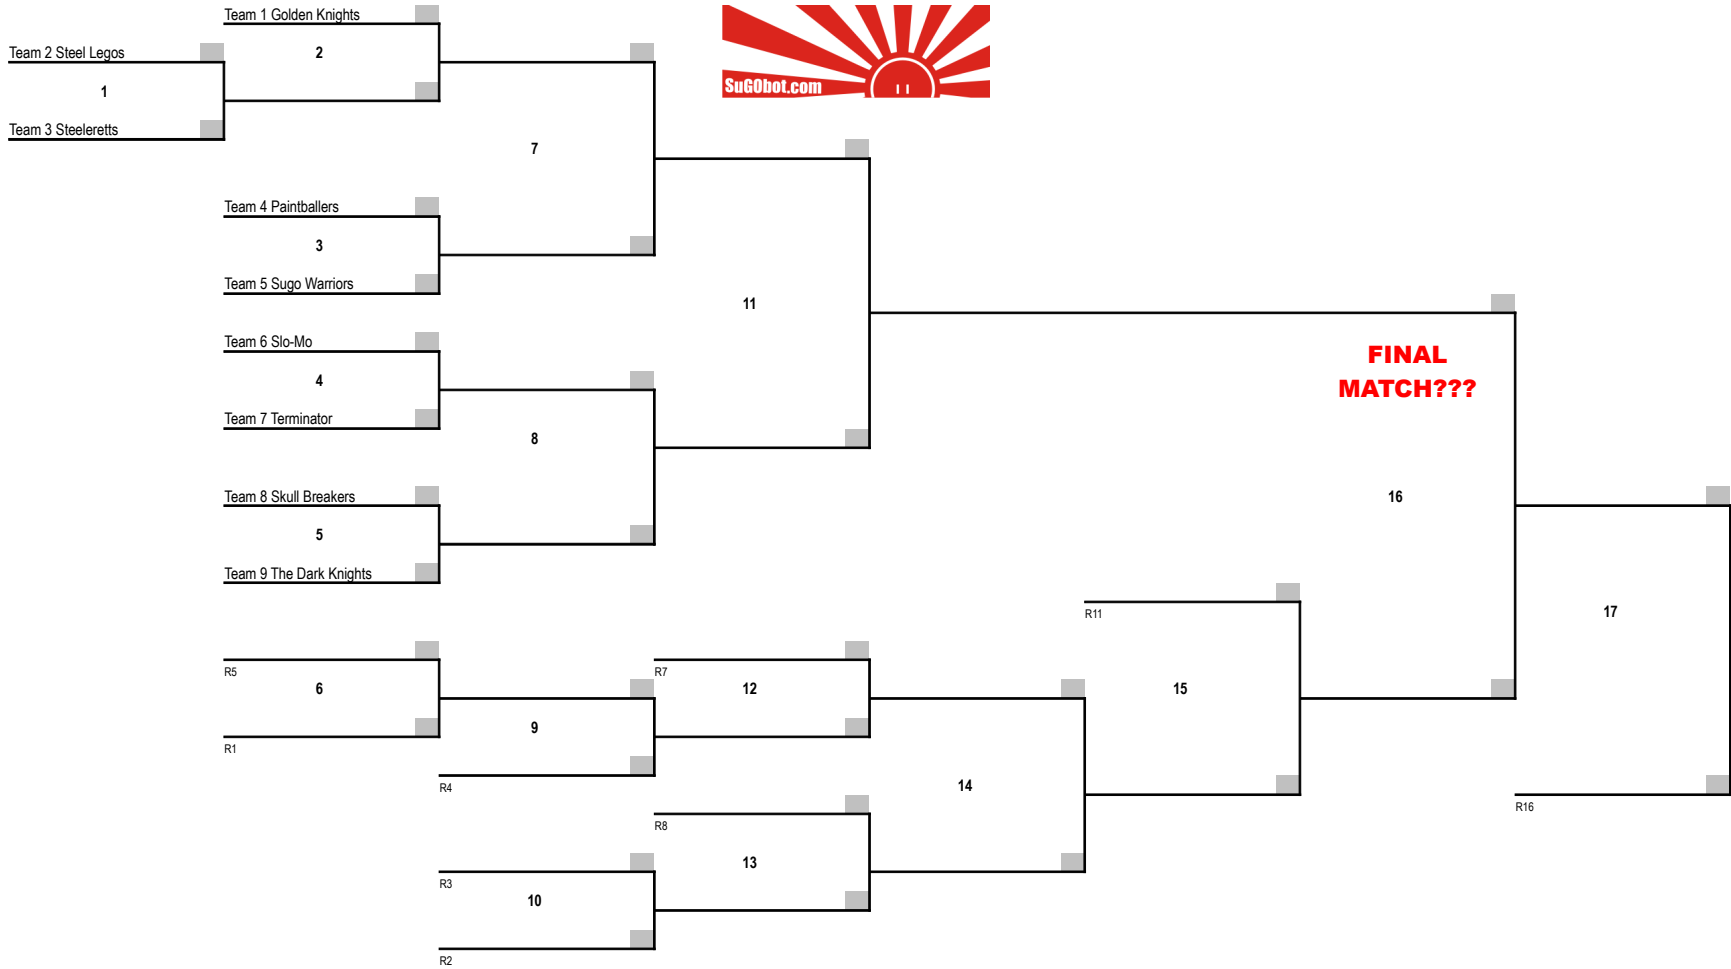 Team 1 Golden Knights
Team 2 Steel Legos
2
1
Team 3 Steeleretts
SuGObot.com
7
Team 4 Paintballers
3
Team 5 Sugo Warriors
11
Team 6 Slo-Mo
4
Team 7 Terminator
8
FINAL
MATCH???
Team 8 Skull Breakers
16
5
Team 9 The Dark Knights
R11
17
R5
6
R7
12
15
R1
9
R4
14
R8
R16
13
R3
10
R2